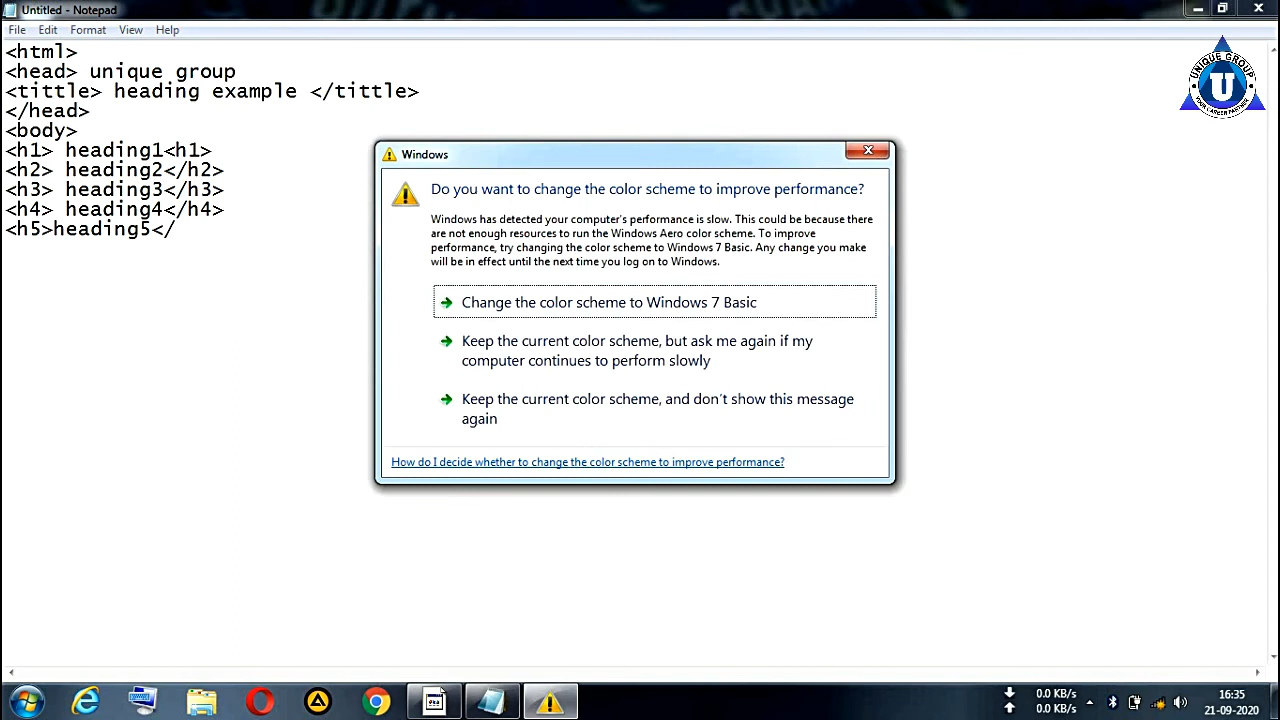 Untitled - Notepad
File Edit Format View Help
<html>
<head> unique group
<tittle> heading example </tittle>
</head>
<body>
<h1> heading1<h1>
<h2> heading2</h2>
<h3> heading3</h3>
<h4> heading4</h4>
<h5>heading5</
UNIQUE GROUP
U
YOUR CAREER PARTNER
Windows
Do you want to change the color scheme to improve performance?
Windows has detected your computer's performance is slow. This could be because there
are not enough resources to run the Windows Aero color scheme. To improve
performance, try changing the color scheme to Windows 7 Basic. Any change you make
will be in effect until the next time you log on to Windows.
Change the color scheme to Windows 7 Basic
Keep the current color scheme, but ask me again if my
computer continues to perform slowly
Keep the current color scheme, and don't show this message
again
How do I decide whether to change the color scheme to improve performance?
0.0 KB/s
0.0 KB/s
16:35
21-09-2020